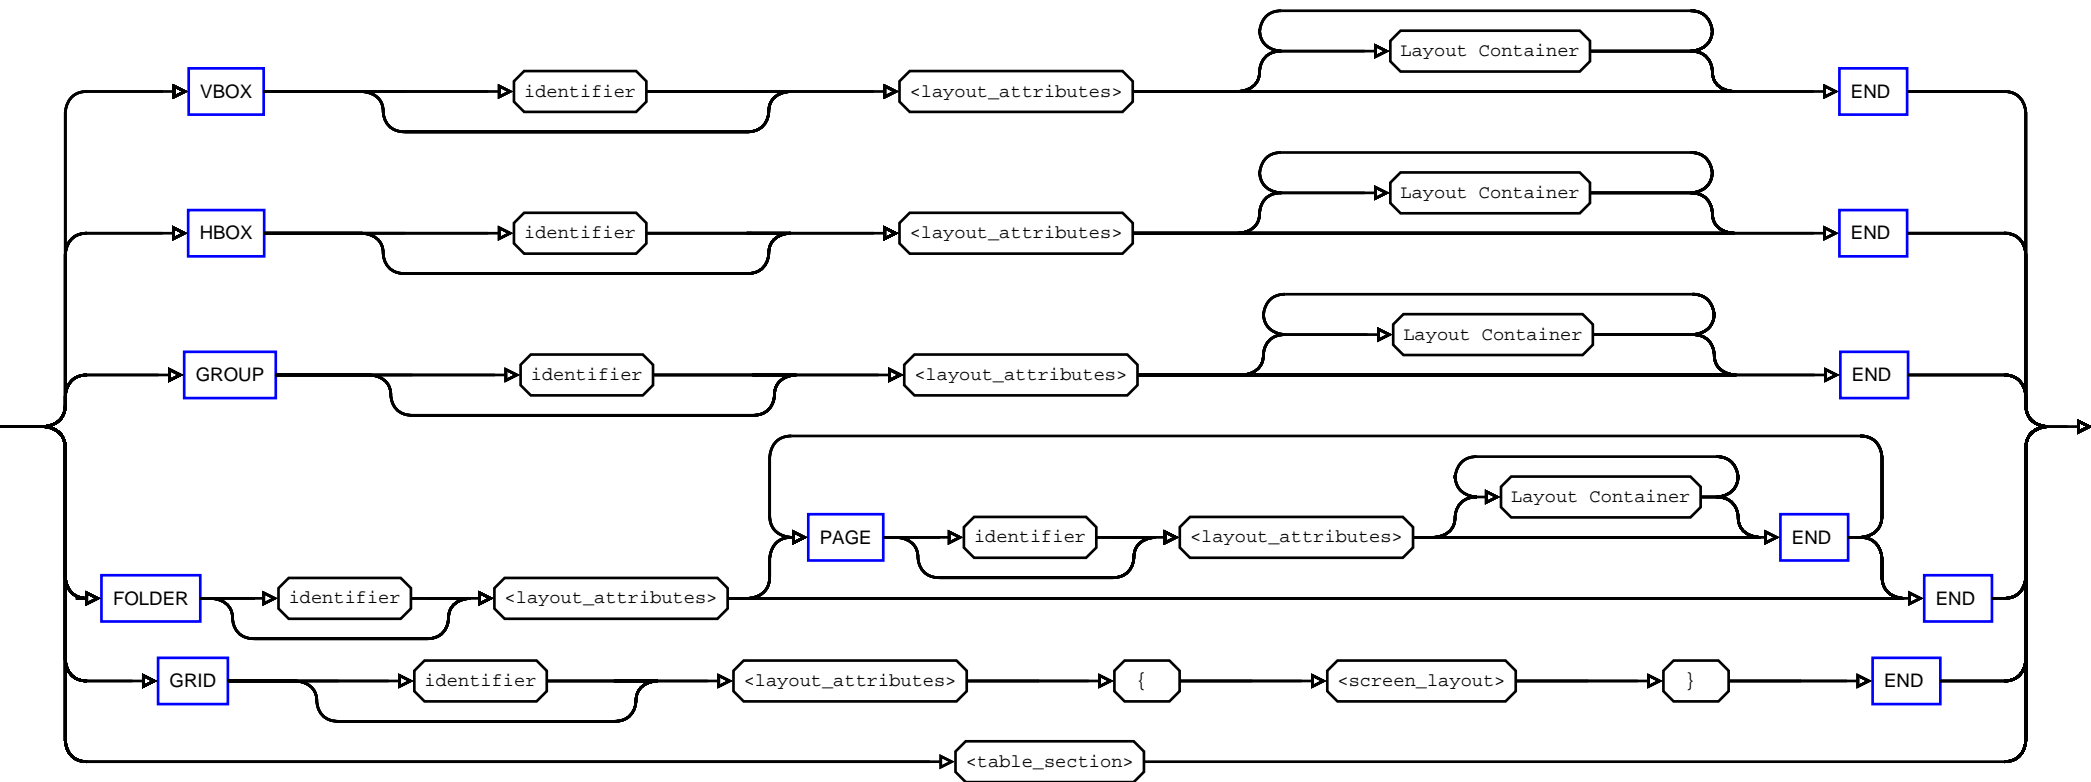 Layout Container
VBOX identifier <layout_attributes> END
Layout Container
HBOX identifier <layout_attributes> END
Layout Container
GROUP identifier <layout_attributes> END
Layout Container
PAGE identifier <layout_attributes> END
FOLDER identifier <layout_attributes> END
GRID identifier <layout_attributes> { <screen_layout> } END
<table_section>